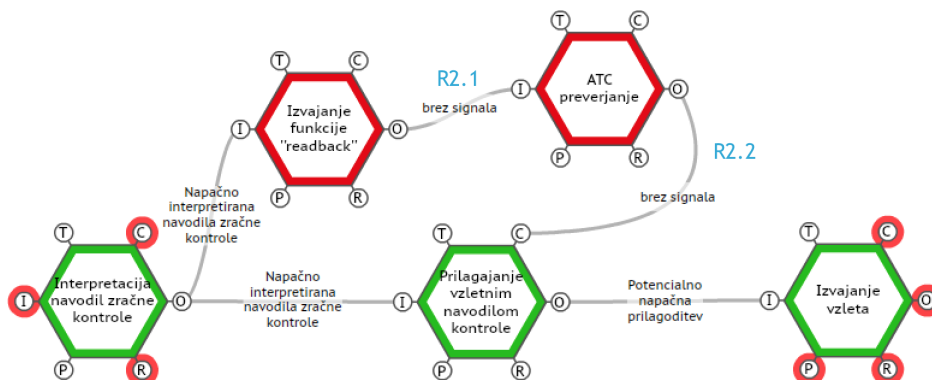 T
C
I
Izvajanje
funkcije
"readback"
O
P
R
R2.1
brez signala
T
C
I
ATC
preverjanje
O
P
R
R2.2
brez signala
Napačno
interpretirana
navodila zračne
kontrole
T
C
I
Interpretacija
navodil zračne
kontrole
O
P
R
Napačno
interpretirana
navodila zračne
kontrole
T
C
I
Prilagajanje
vzletnim
navodilom
kontrole
O
P
R
Potencialno
napačna
prilagoditev
T
C
I
Izvajanje
vzleta
O
P
R